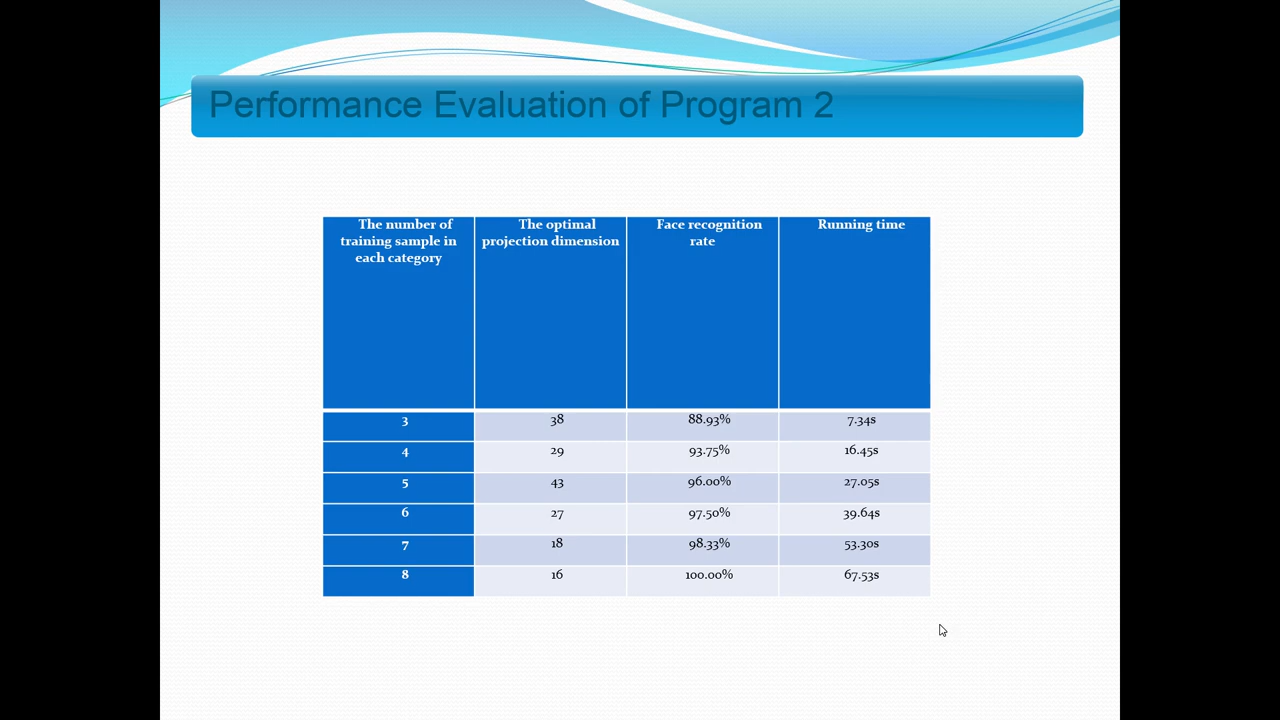 Performance Evaluation of Program 2
The number of training sample in each category The optimal projection dimension Face recognition rate Running time
3 38 88.93% 7.34s
4 29 93.75% 16.45s
5 43 96.00% 27.05s
6 27 97.50% 39.64s
7 18 98.33% 53.30s
8 16 100.00% 67.53s